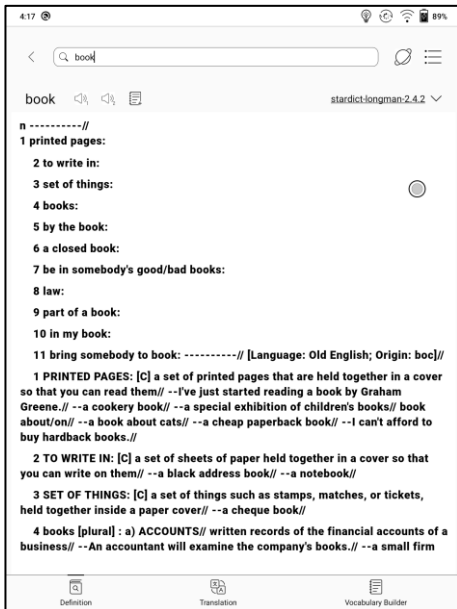 4:17 89%
book
book stardict-longman-2.4.2
n ----------//
1 printed pages:
2 to write in:
3 set of things:
4 books:
5 by the book:
6 a closed book:
7 be in somebody's good/bad books:
8 law:
9 part of a book:
10 in my book:
11 bring somebody to book: ----------// [Language: Old English; Origin: boc]//
1 PRINTED PAGES: [C] a set of printed pages that are held together in a cover
so that you can read them// --I've just started reading a book by Graham
Greene.// --a cookery book// --a special exhibition of children's books// book
about/on// --a book about cats// --a cheap paperback book// --I can't afford to
buy hardback books.//
2 TO WRITE IN: [C] a set of sheets of paper held together in a cover so that
you can write on them// --a black address book// --a notebook//
3 SET OF THINGS: [C] a set of things such as stamps, matches, or tickets,
held together inside a paper cover// --a cheque book//
4 books [plural] : a) ACCOUNTS// written records of the financial accounts of a
business// --An accountant will examine the company's books.// --a small firm
Definition Translation Vocabulary Builder